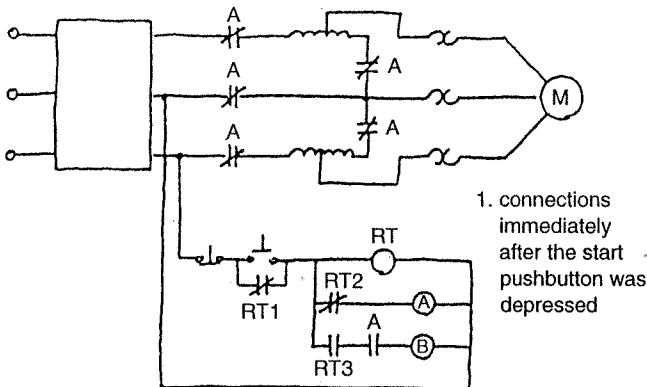 A
A
A
A
A
M
1. connections
immediately
after the start
pushbutton was
depressed
RT
RT2
A
RT1
A
B
RT3